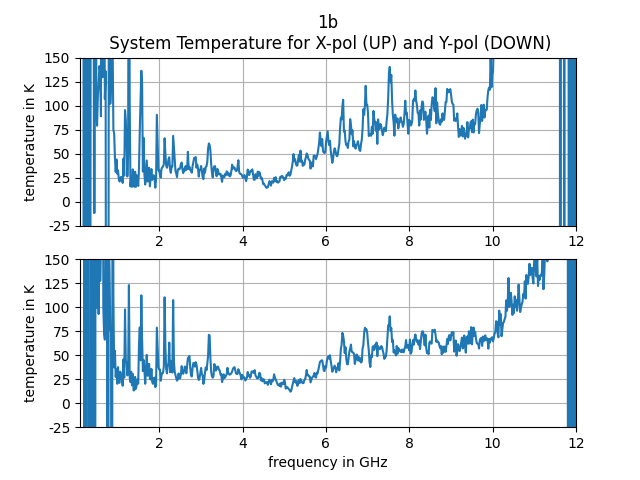 1b
System Temperature for X-pol (UP) and Y-pol (DOWN)
150
125
100
75
50
25
0
-25
temperature in K
2 4 6 8 10 12
150
125
100
75
50
25
0
-25
temperature in K
2 4 6 8 10 12
frequency in GHz